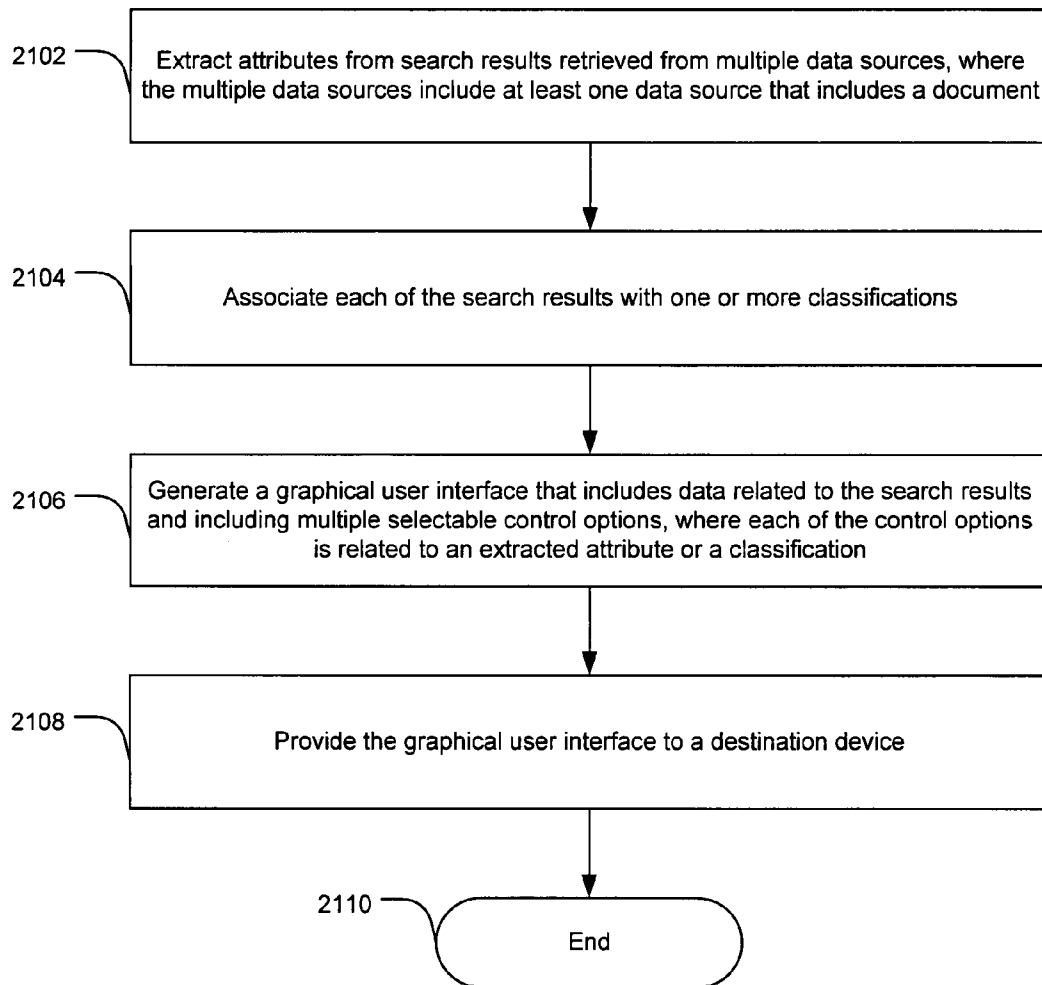 2102
Extract attributes from search results retrieved from multiple data sources, where
the multiple data sources include at least one data source that includes a document
2104
Associate each of the search results with one or more classifications
2106
Generate a graphical user interface that includes data related to the search results
and including multiple selectable control options, where each of the control options
is related to an extracted attribute or a classification
2108
Provide the graphical user interface to a destination device
2110
End